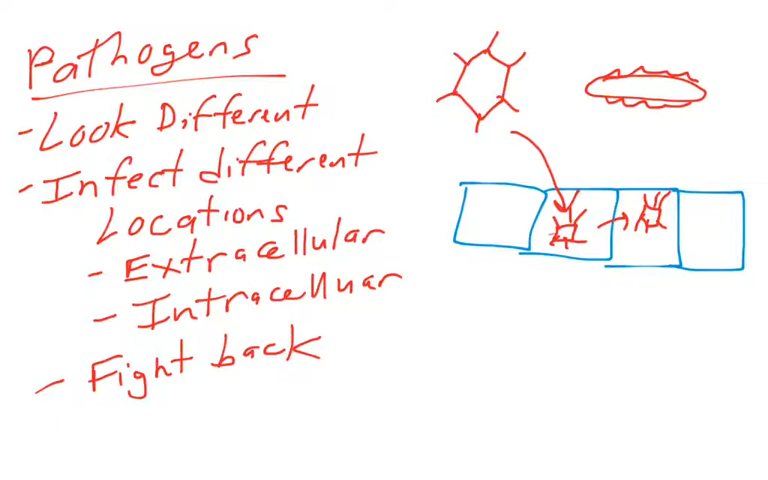 Pathogens
- Look Different
- Infect different
Locations
- Extracellular
- Intracelluar
- Fight back